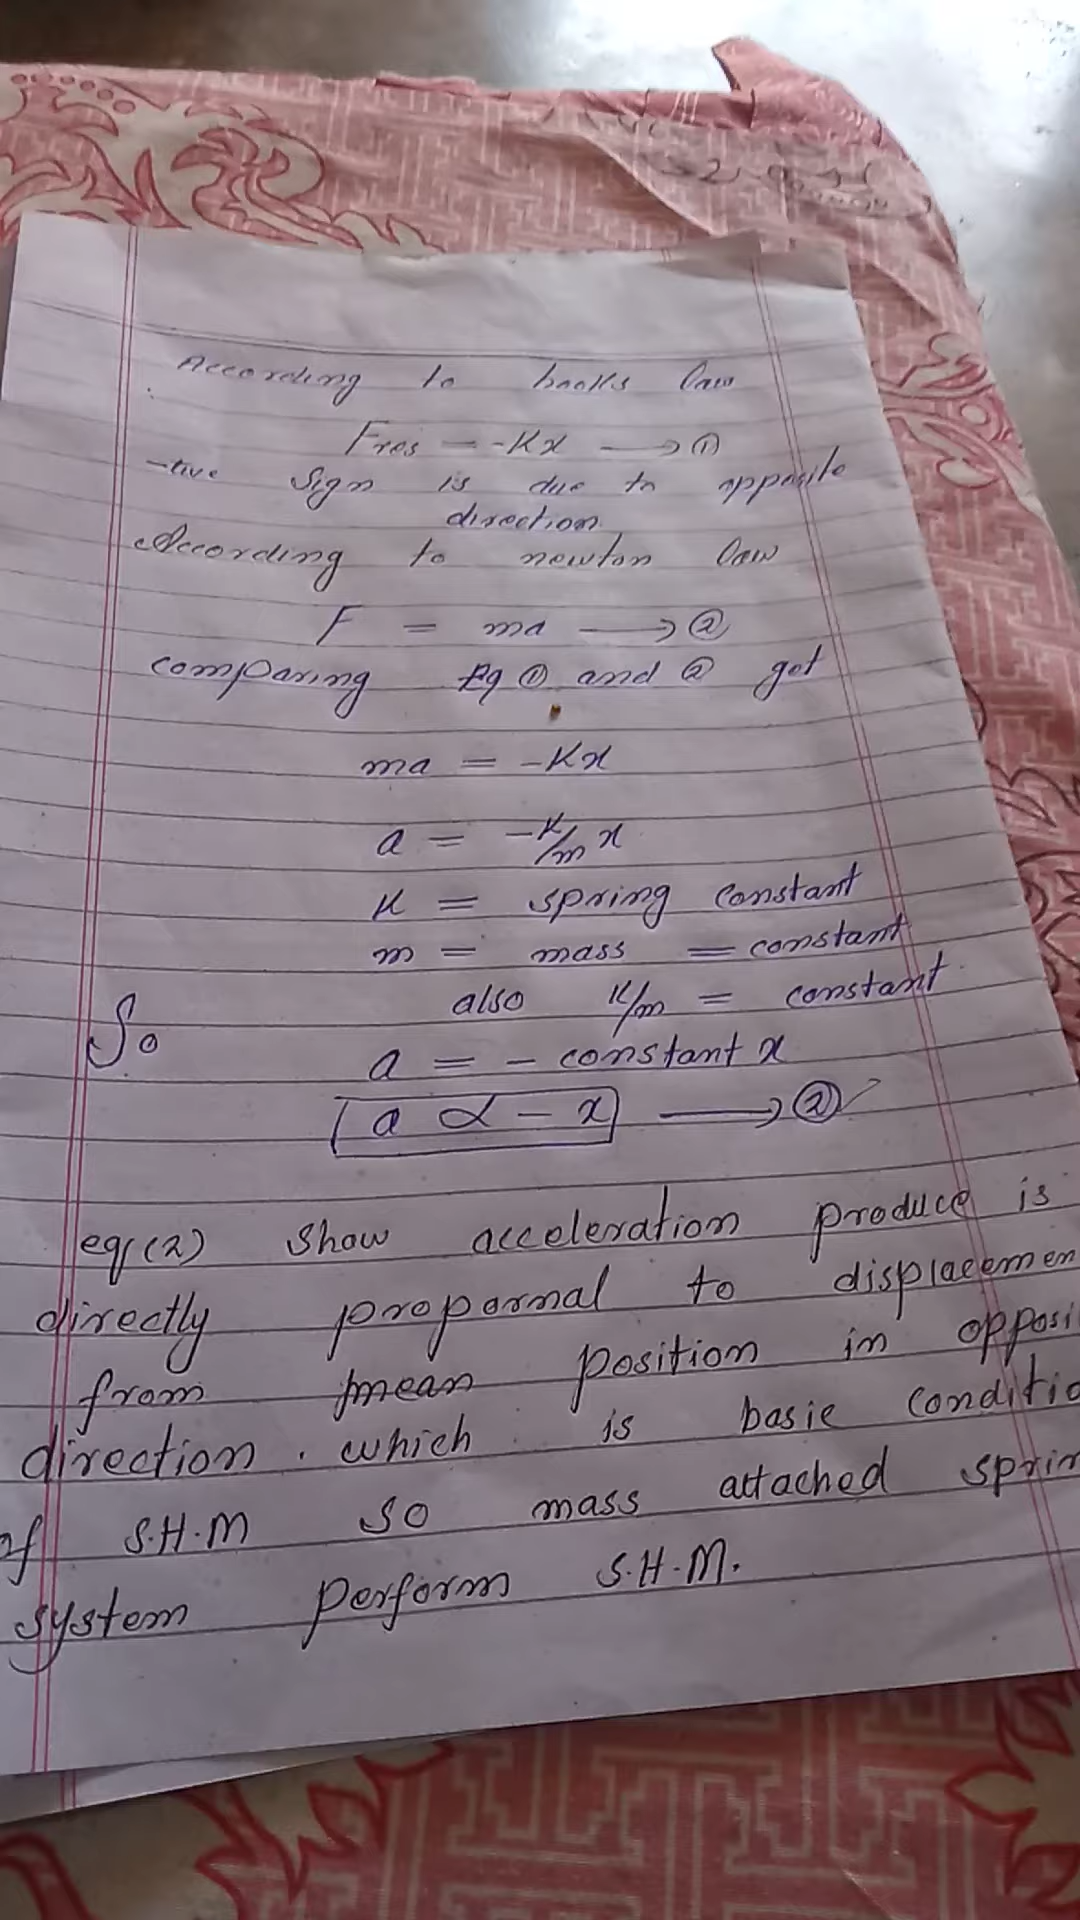 According to hooks law
Fres = -Kx → ①
-tive Sign is due to opposite
direction.
According to newton law
F = ma → ②
comparing Eq ① and ② get
ma = -Kx
a = -K/m x
K = spring constant
m = mass = constant
also K/m = constant
So
a = - constant x
a ∝ - x → ②
eq(2) show acceleration produce is
directly propornal to displacemen
from mean position in opposi
direction. which is basic conditio
of S.H.M so mass attached sprin
system perform S.H.M.